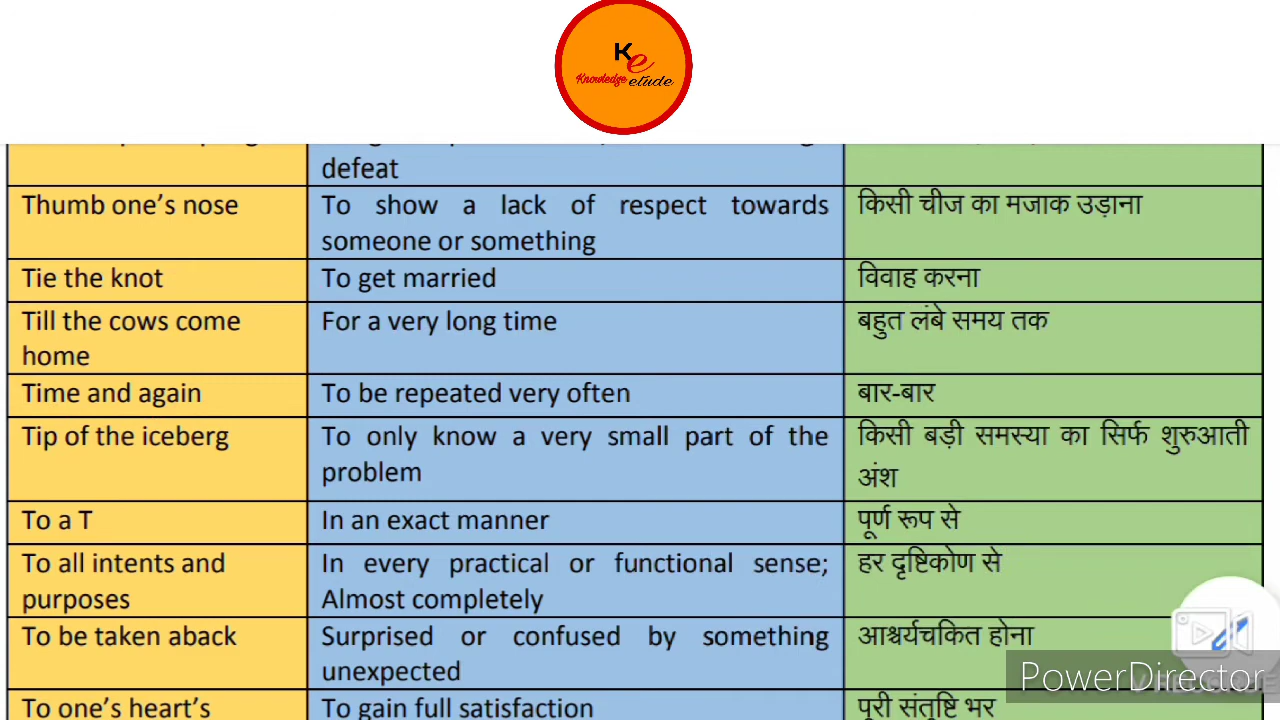 Ke
Knowledge etude
defeat
Thumb one's nose
To show a lack of respect towards
someone or something
किसी चीज का मजाक उड़ाना
Tie the knot
To get married
विवाह करना
Till the cows come
home
For a very long time
बहुत लंबे समय तक
Time and again
To be repeated very often
बार-बार
Tip of the iceberg
To only know a very small part of the
problem
किसी बड़ी समस्या का सिर्फ शुरुआती
अंश
To a T
In an exact manner
पूर्ण रूप से
To all intents and
purposes
In every practical or functional sense;
Almost completely
हर दृष्टिकोण से
To be taken aback
Surprised or confused by something
unexpected
आश्चर्यचकित होना
To one's heart's
To gain full satisfaction
पूरी संतुष्टि भर
PowerDirector